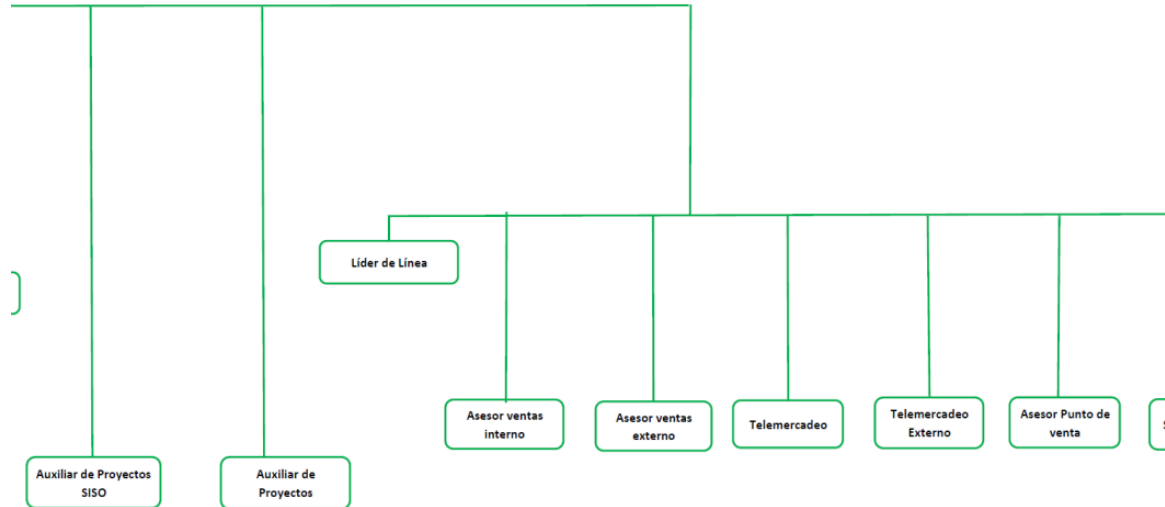 Líder de Línea
Asesor ventas
interno
Asesor ventas
externo
Telemercadeo
Telemercadeo
Externo
Asesor Punto de
venta
Auxiliar de Proyectos
SISO
Auxiliar de
Proyectos